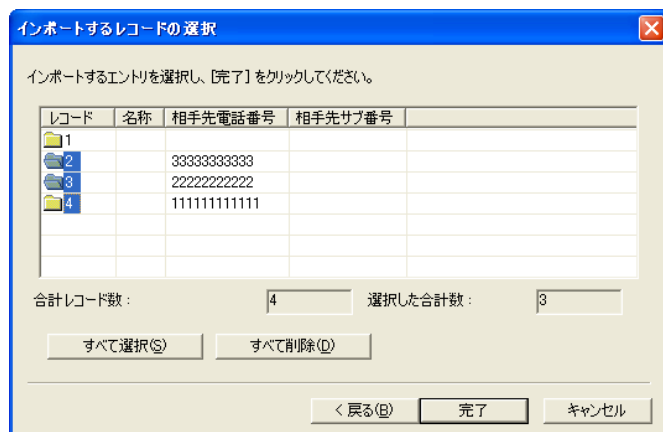 インポートするレコードの選択
インポートするエントリを選択し、[完了]をクリックしてください。
レコード 名称 相手先電話番号 相手先サブ番号
1
2 33333333333
3 22222222222
4 111111111111
合計レコード数： 4 選択した合計数： 3
すべて選択(S) すべて削除(D)
< 戻る(B) 完了 キャンセル